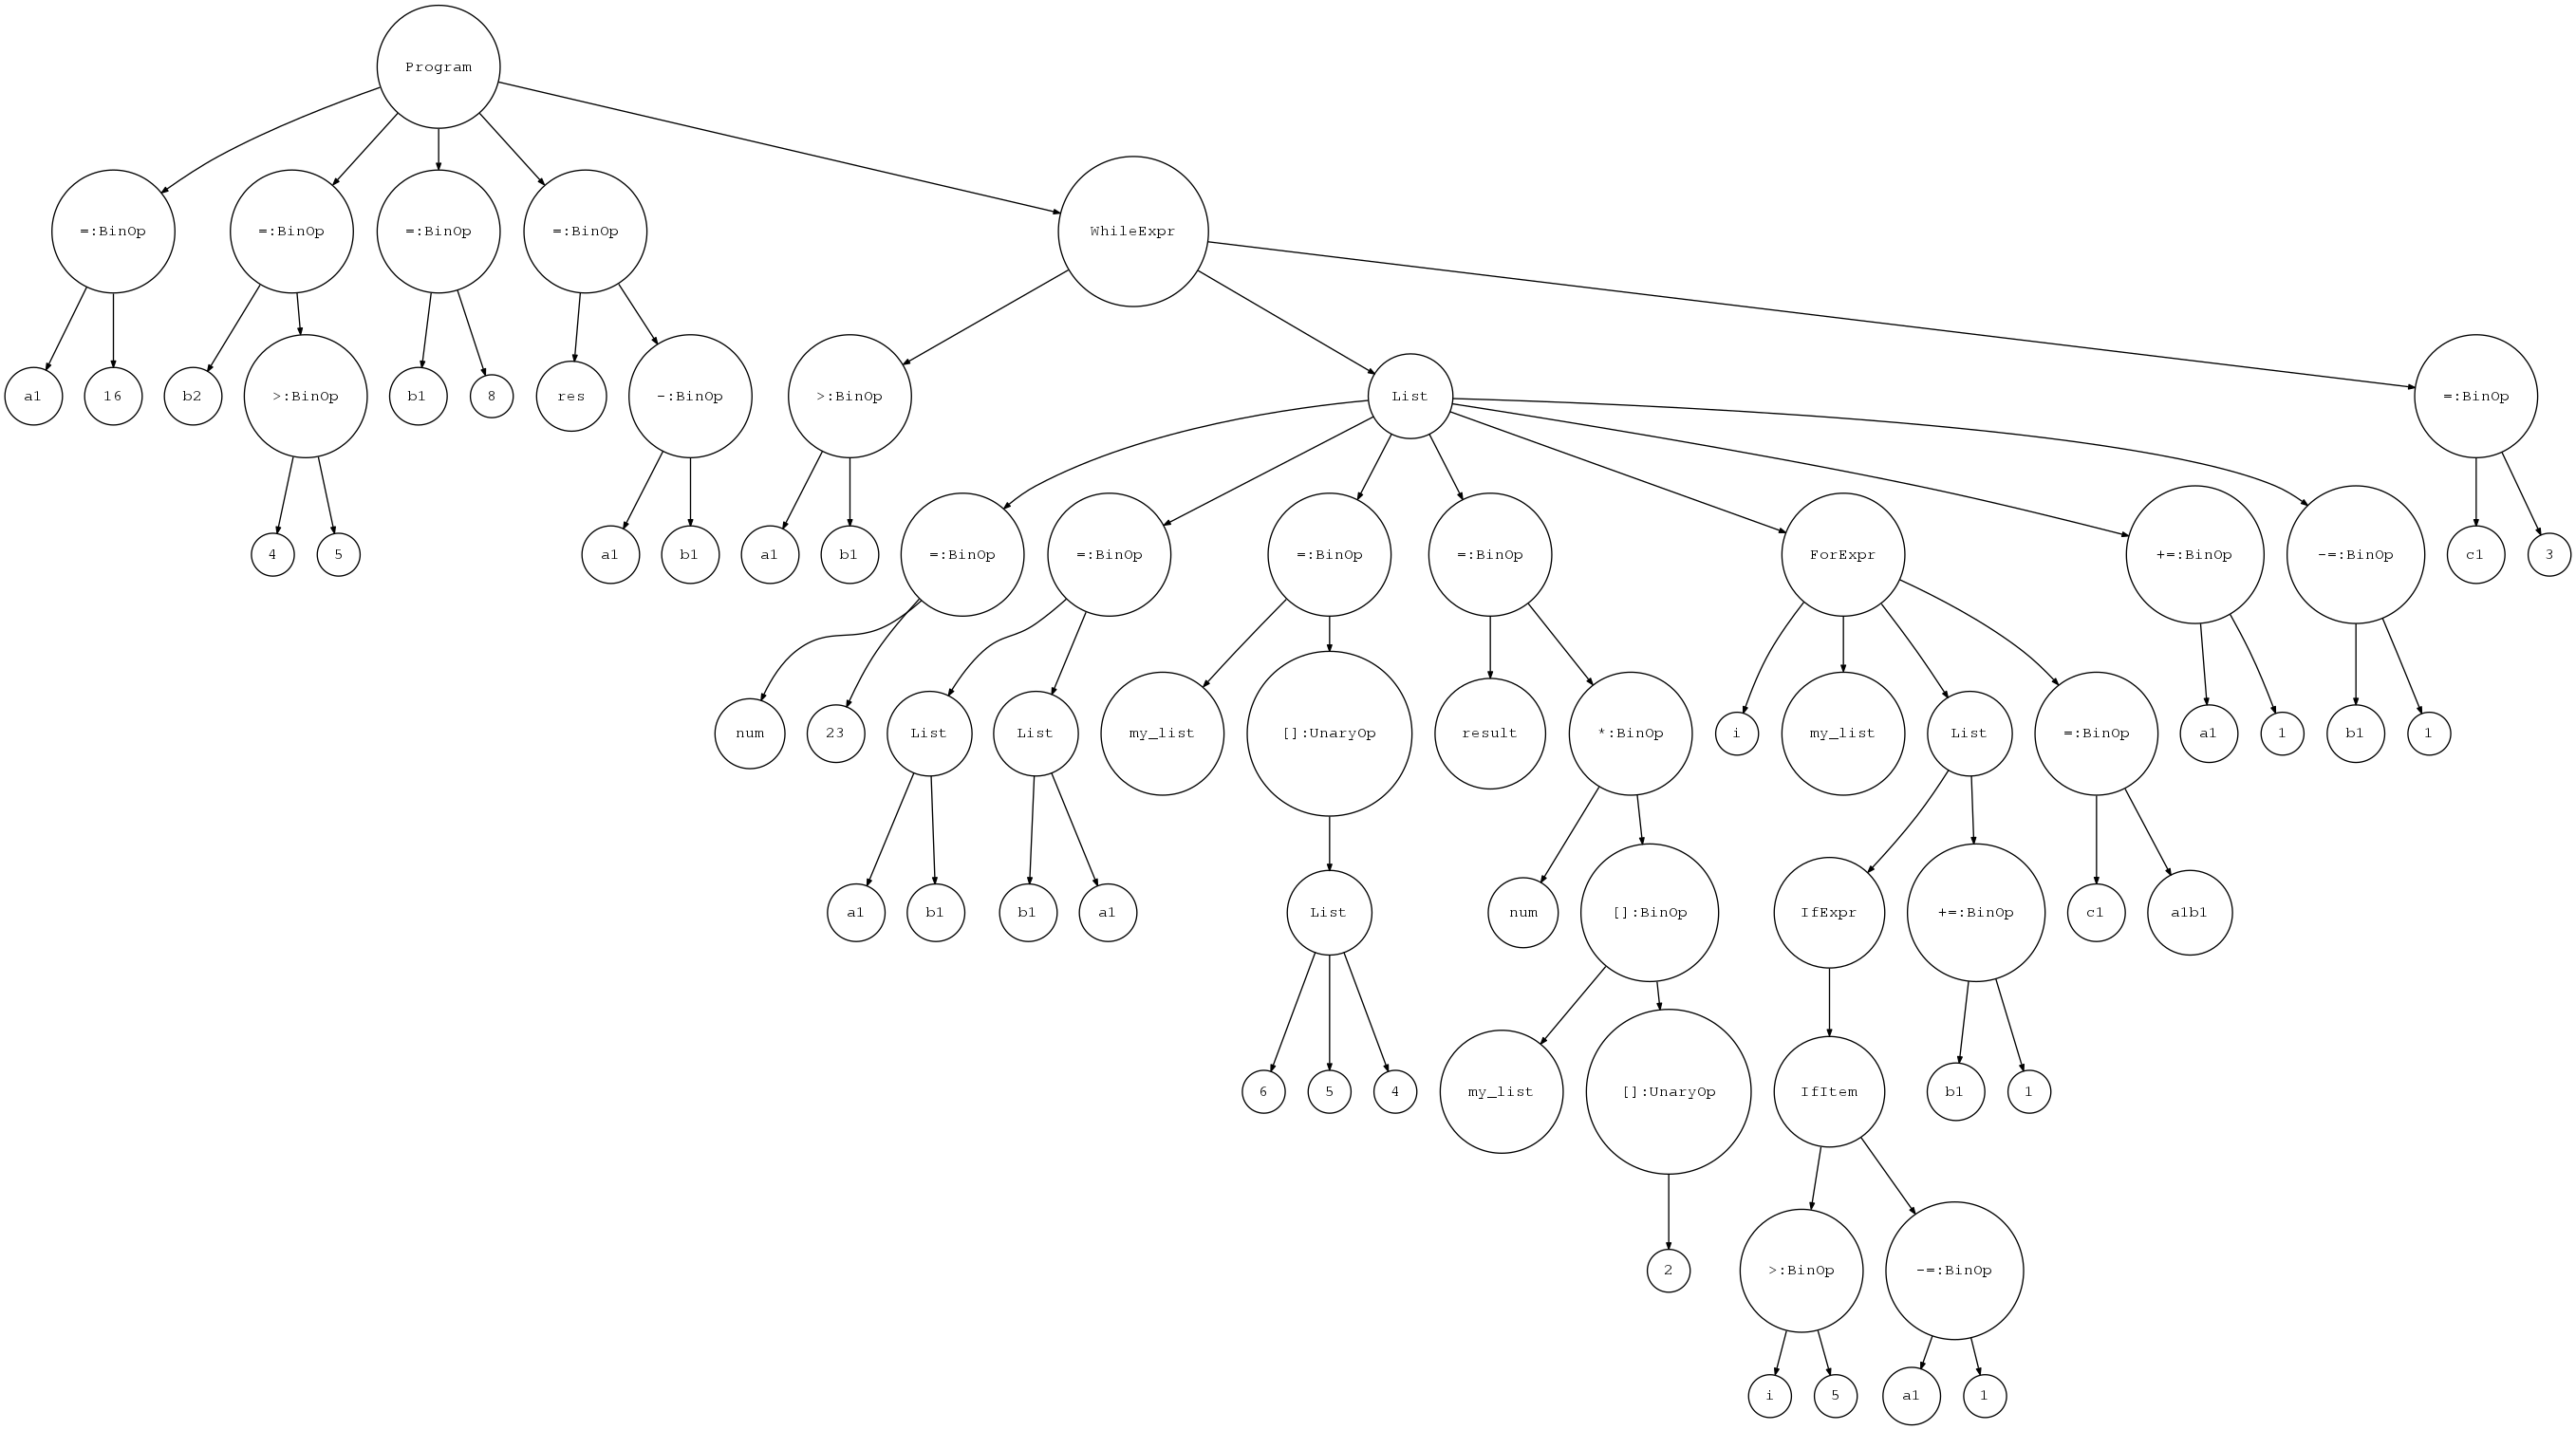 Program
=:BinOp
=:BinOp
=:BinOp
=:BinOp
WhileExpr
a1
16
b2
>:BinOp
b1
8
res
-:BinOp
>:BinOp
List
=:BinOp
4
5
a1
b1
a1
b1
=:BinOp
=:BinOp
=:BinOp
=:BinOp
ForExpr
+=:BinOp
-=:BinOp
c1
3
num
23
List
List
my_list
[]:UnaryOp
result
*:BinOp
i
my_list
List
=:BinOp
a1
1
b1
1
a1
b1
b1
a1
List
num
[]:BinOp
IfExpr
+=:BinOp
c1
a1b1
6
5
4
my_list
[]:UnaryOp
IfItem
b1
1
2
>:BinOp
-=:BinOp
i
5
a1
1